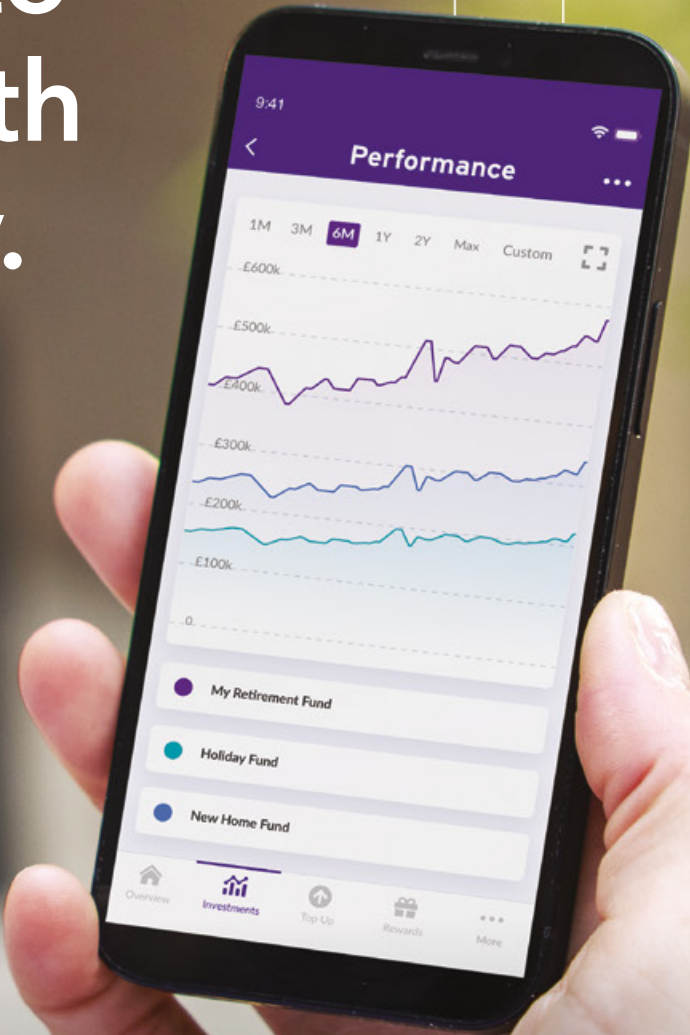 th
9:41
Performance
1M 3M 6M 1Y 2Y Max Custom
£600k
£500k
£400k
£300k
£200k
£100k
0
My Retirement Fund
Holiday Fund
New Home Fund
Overview Investments Top Up Rewards More